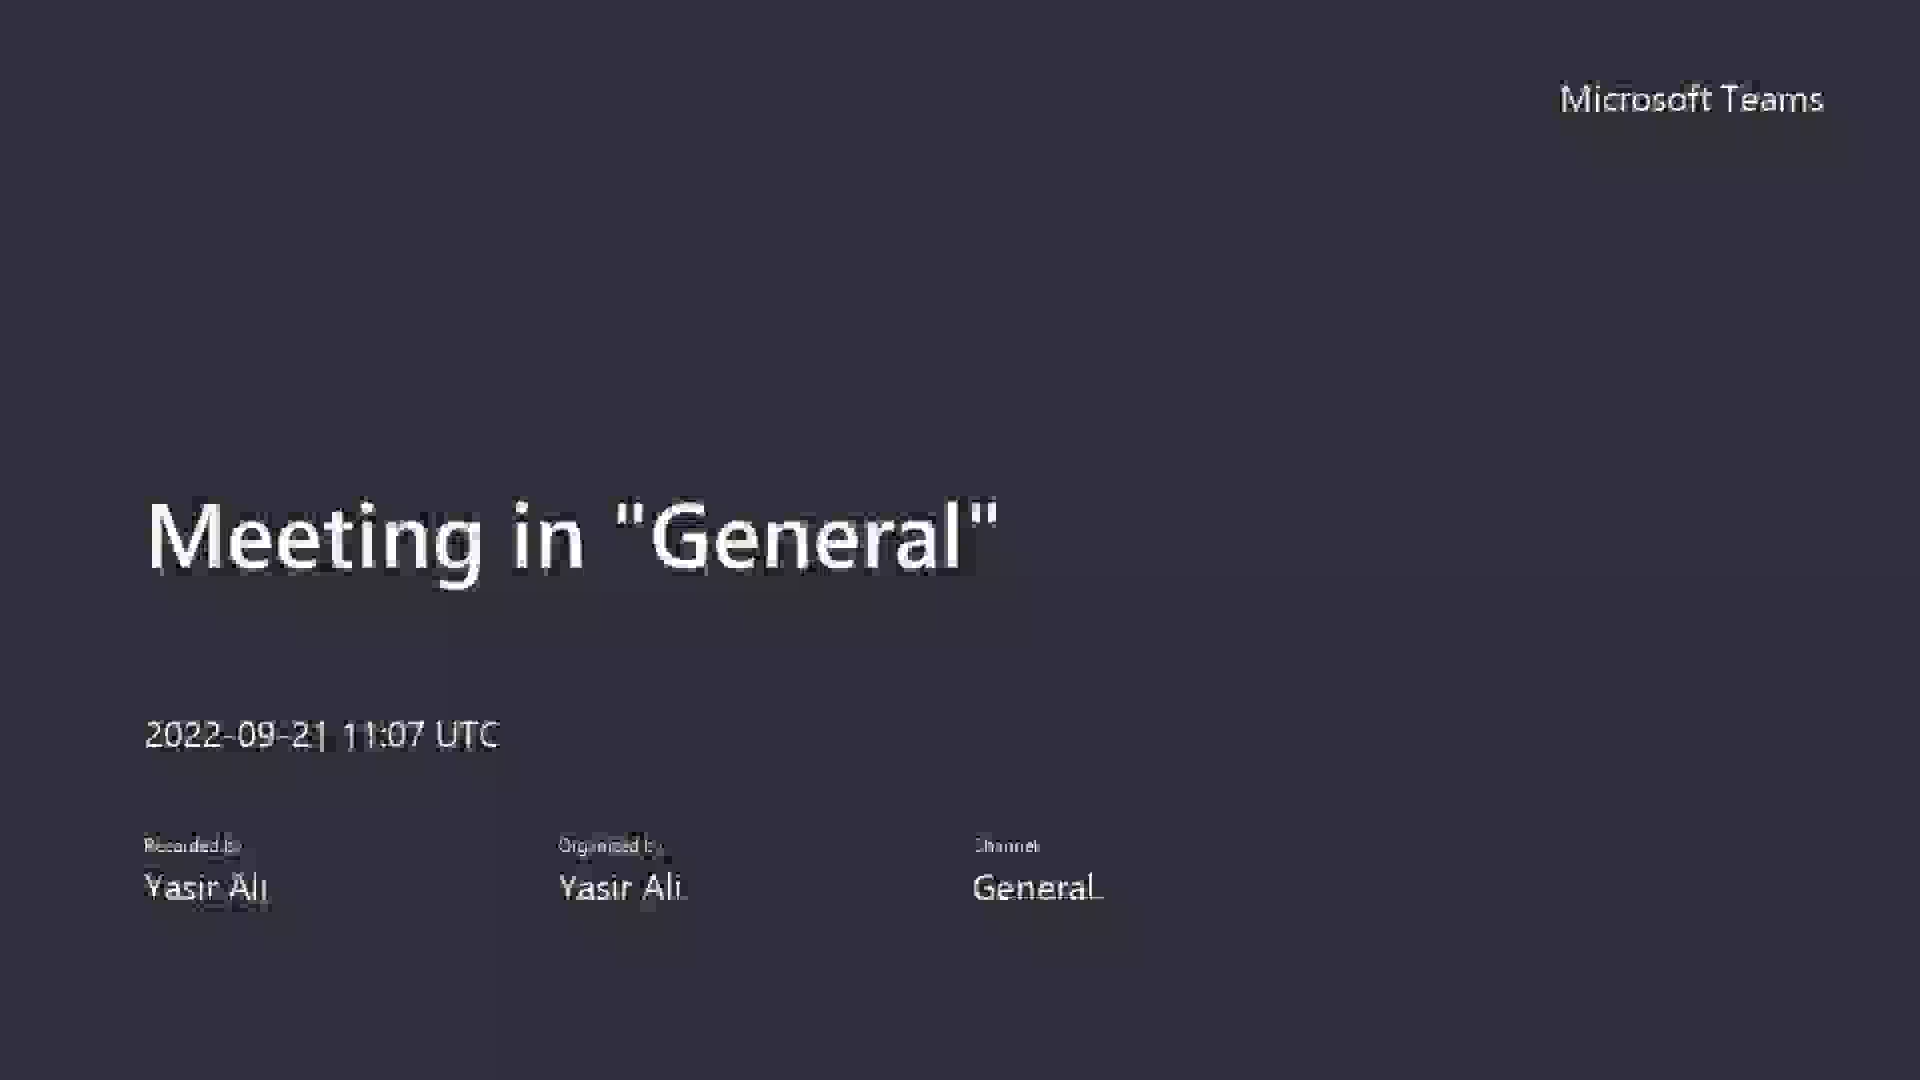 Microsoft Teams
Meeting in "General"
2022-09-21 11:07 UTC
Recorded by Organized by Channel
Yasir Ali Yasir Ali General